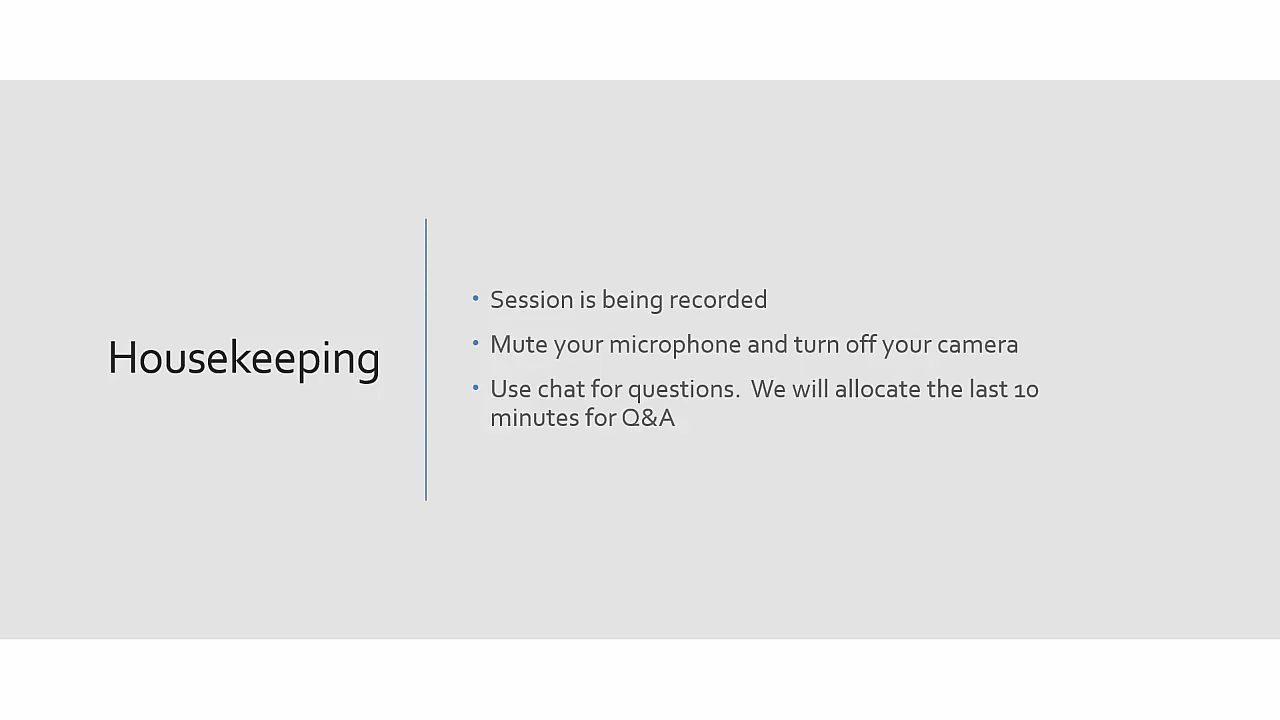 Housekeeping
• Session is being recorded
• Mute your microphone and turn off your camera
• Use chat for questions.  We will allocate the last 10
minutes for Q&A